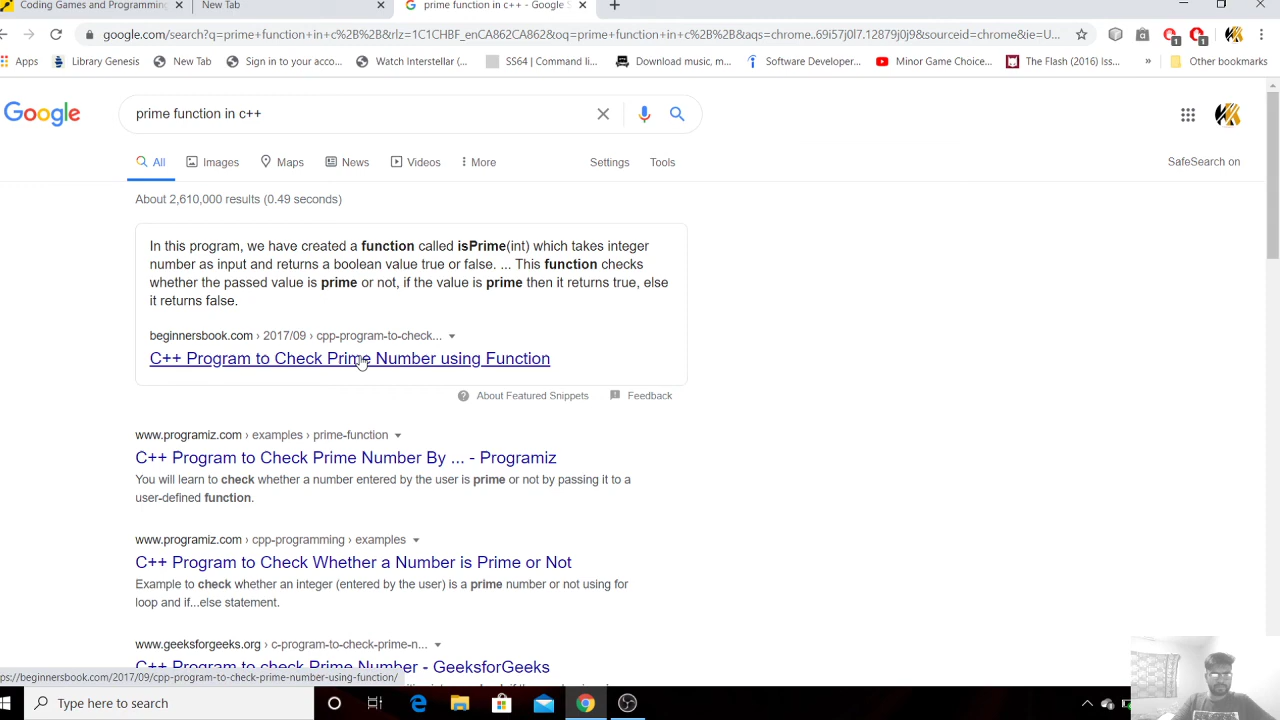 Coding Games and Programming
New Tab
prime function in c++ - Google S
google.com/search?q=prime+function+in+c%2B%2B&rlz=1C1CHBF_enCA862CA862&oq=prime+function+in+c%2B%2B&aqs=chrome..69i57j0l7.12879j0j9&sourceid=chrome&ie=U...
Apps
Library Genesis
New Tab
Sign in to your acco...
Watch Interstellar (...
SS64 | Command li...
Download music, m...
Software Developer...
Minor Game Choice...
The Flash (2016) Iss...
»
Other bookmarks
Google
prime function in c++
All
Images
Maps
News
Videos
More
Settings
Tools
SafeSearch on
About 2,610,000 results (0.49 seconds)
In this program, we have created a function called isPrime(int) which takes integer
number as input and returns a boolean value true or false. ... This function checks
whether the passed value is prime or not, if the value is prime then it returns true, else
it returns false.
beginnersbook.com › 2017/09 › cpp-program-to-check...
C++ Program to Check Prime Number using Function
About Featured Snippets
Feedback
www.programiz.com › examples › prime-function
C++ Program to Check Prime Number By ... - Programiz
You will learn to check whether a number entered by the user is prime or not by passing it to a
user-defined function.
www.programiz.com › cpp-programming › examples
C++ Program to Check Whether a Number is Prime or Not
Example to check whether an integer (entered by the user) is a prime number or not using for
loop and if...else statement.
www.geeksforgeeks.org › c-program-to-check-prime-n...
C++ Program to check Prime Number - GeeksforGeeks
ps://beginnersbook.com/2017/09/cpp-program-to-check-prime-number-using-function/
Type here to search